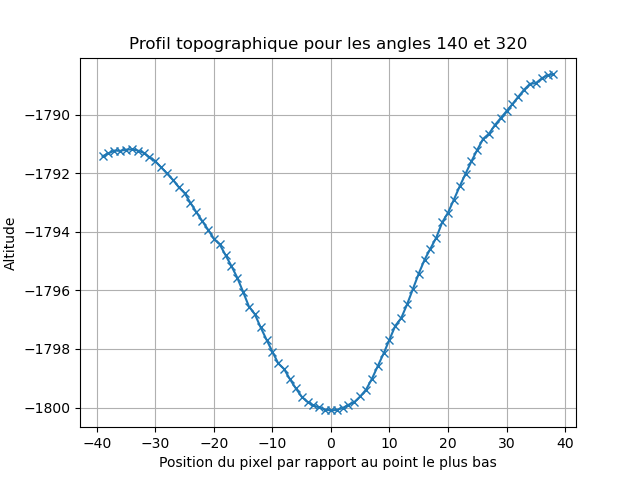 Profil topographique pour les angles 140 et 320
Altitude
−1790
−1792
−1794
−1796
−1798
−1800
−40 −30 −20 −10 0 10 20 30 40
Position du pixel par rapport au point le plus bas